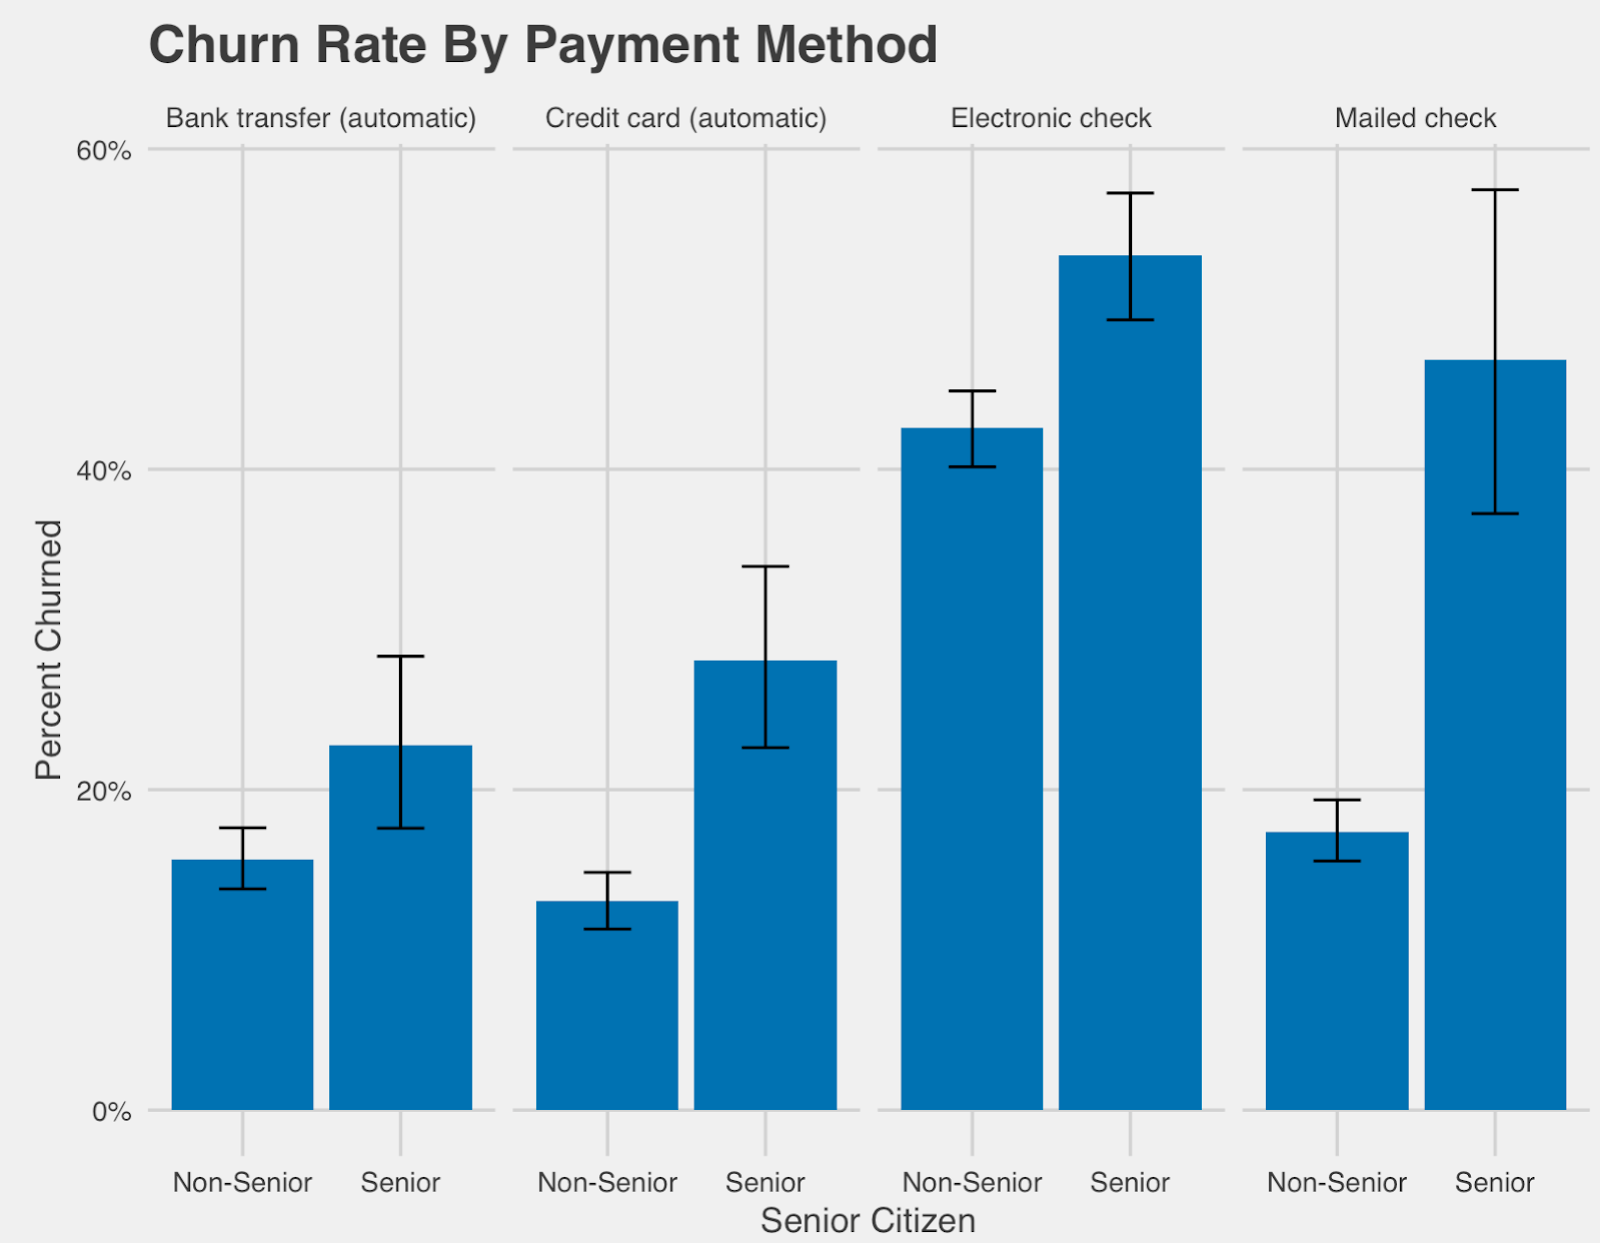 Churn Rate By Payment Method
Bank transfer (automatic) Credit card (automatic) Electronic check Mailed check
60%
40%
20%
0%
Percent Churned
Non-Senior Senior Non-Senior Senior Non-Senior Senior Non-Senior Senior
Senior Citizen